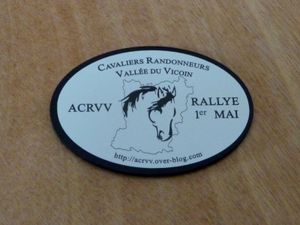 CAVALIERS RANDONNEURS
VALLÉE DU VICOIN
ACRVV
RALLYE
1er MAI
http://acrvv.over-blog.com